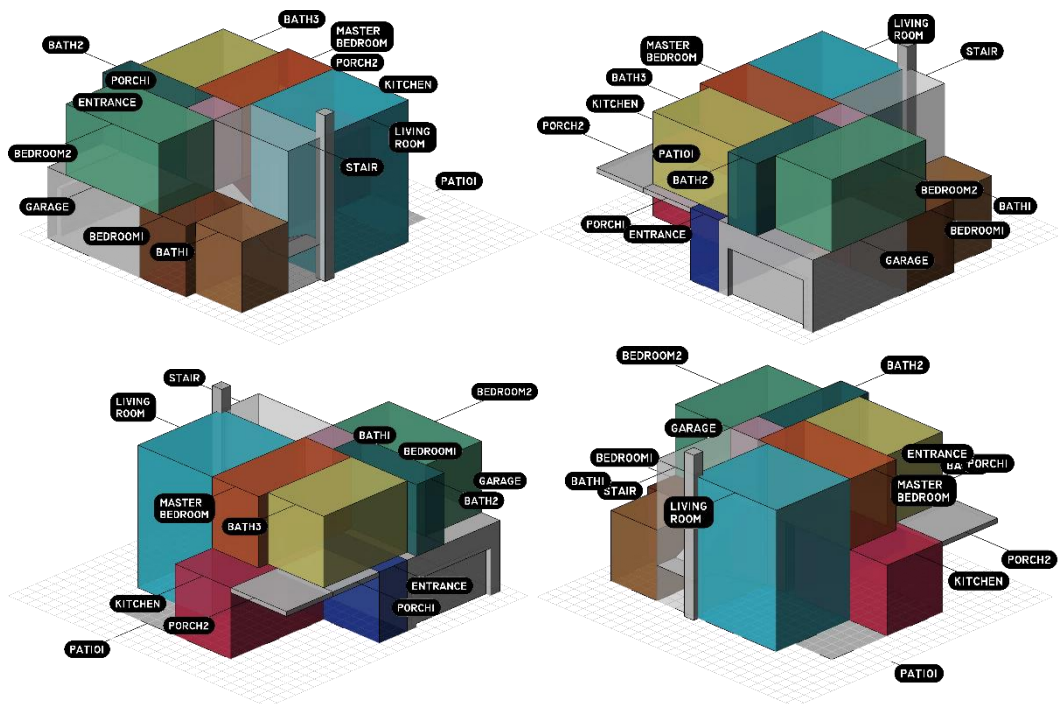 BATH3
MASTER
BEDROOM
BATH2
PORCH2
PORCH1
KITCHEN
ENTRANCE
LIVING
ROOM
BEDROOM2
STAIR
PATIO1
GARAGE
BEDROOM1
BATH1
LIVING
ROOM
MASTER
BEDROOM
STAIR
BATH3
KITCHEN
PORCH2
PATIO1
BATH2
BEDROOM2
BATH1
PORCH1
ENTRANCE
BEDROOM1
GARAGE
STAIR
BEDROOM2
LIVING
ROOM
BATH1
BEDROOM1
GARAGE
MASTER
BEDROOM
BATH2
BATH3
ENTRANCE
KITCHEN
PORCH1
PORCH2
PATIO1
BEDROOM2
BATH2
GARAGE
ENTRANCE
BEDROOM1
PORCH1
BATH1
STAIR
MASTER
BEDROOM
LIVING
ROOM
PORCH2
KITCHEN
PATIO1